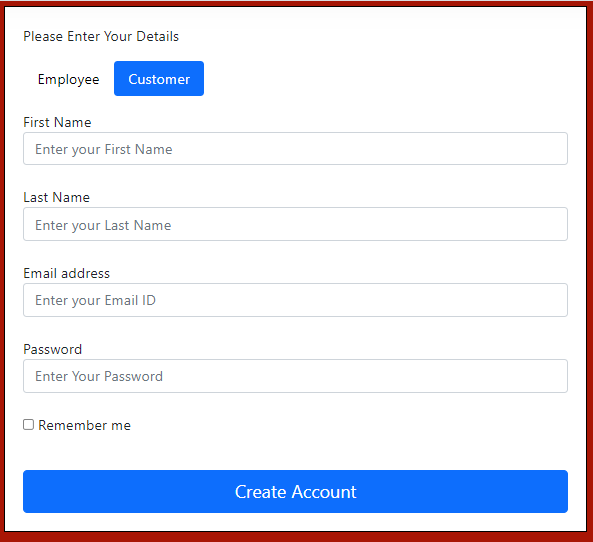 Please Enter Your Details
Employee Customer
First Name
Enter your First Name
Last Name
Enter your Last Name
Email address
Enter your Email ID
Password
Enter Your Password
Remember me
Create Account